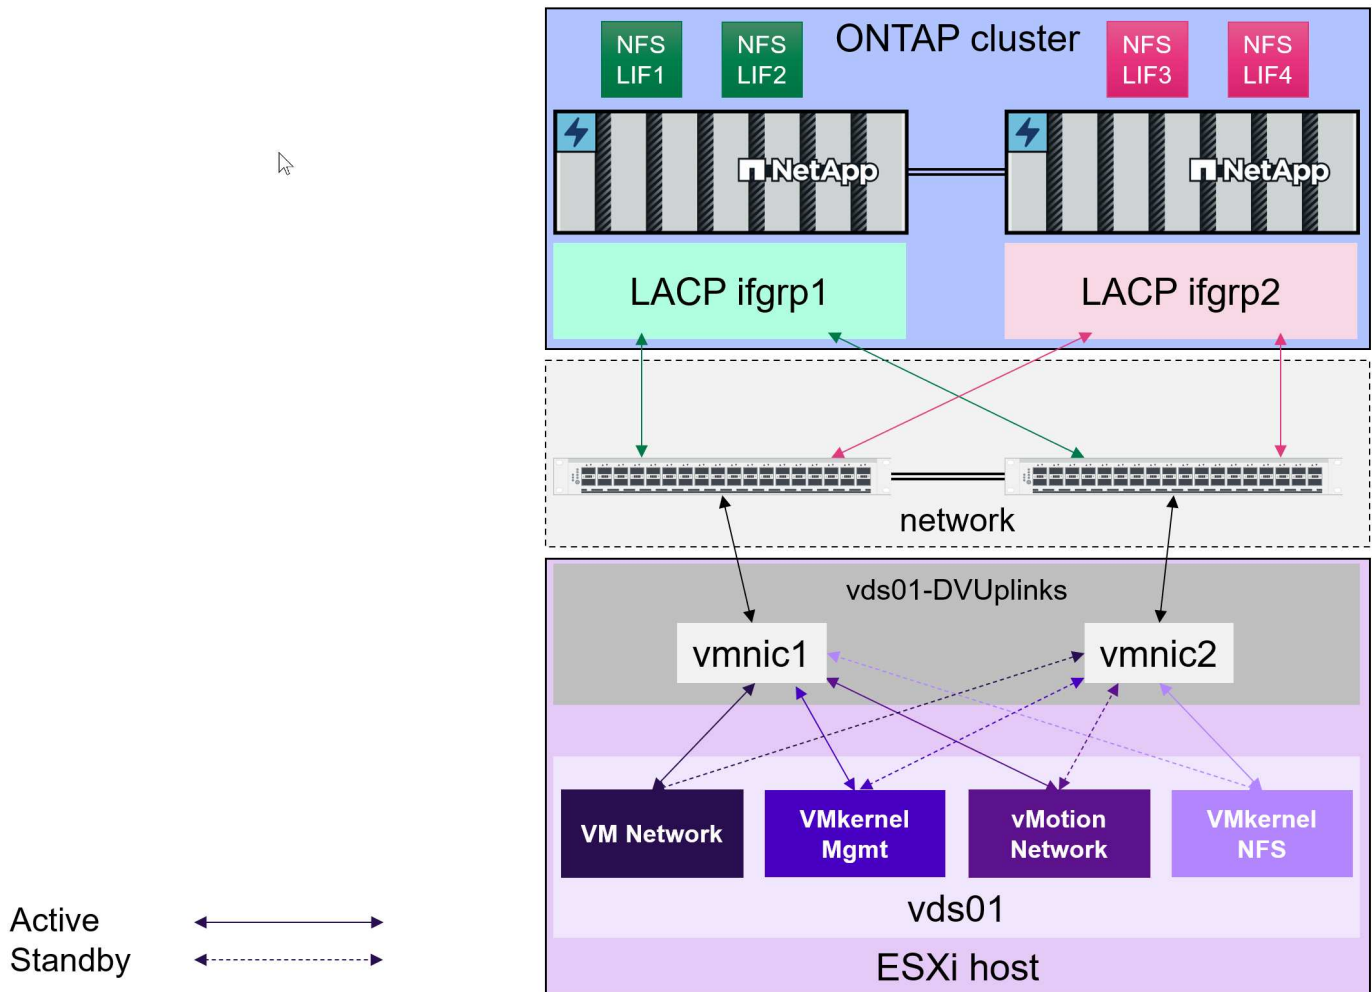 ONTAP cluster
NFS
LIF1
NFS
LIF2
NFS
LIF3
NFS
LIF4
NetApp
NetApp
LACP ifgrp1
LACP ifgrp2
network
vds01-DVUplinks
vmnic1
vmnic2
VM Network
VMkernel
Mgmt
vMotion
Network
VMkernel
NFS
vds01
ESXi host
Active
Standby